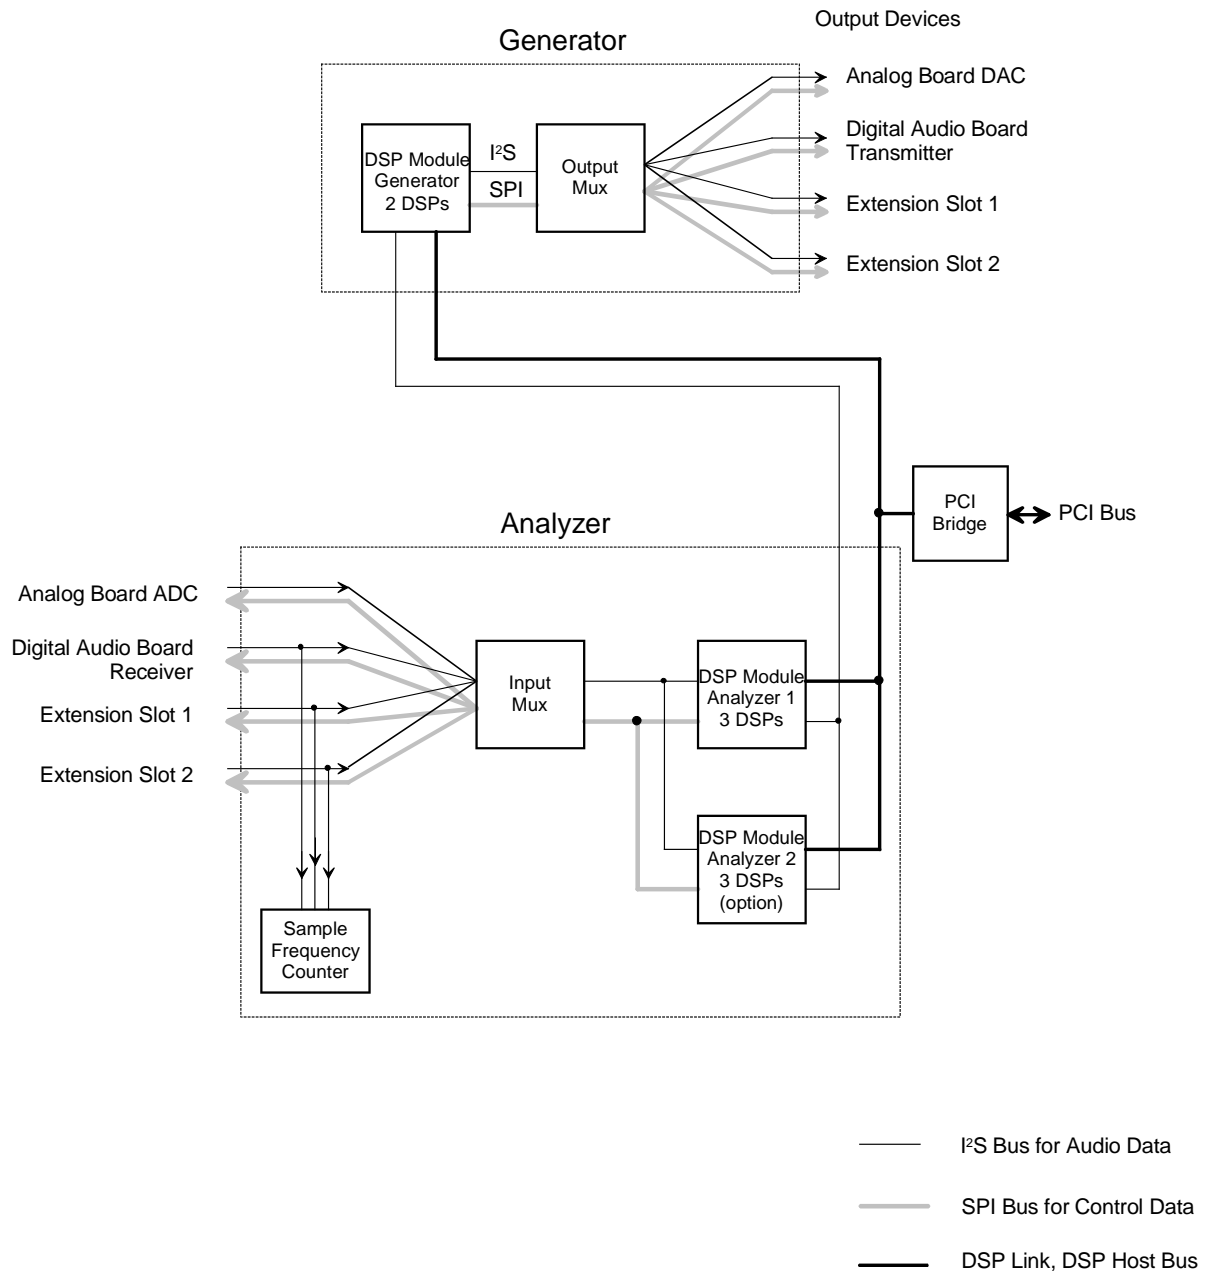 Output Devices
Generator
Analog Board DAC
Digital Audio Board
Transmitter
Extension Slot 1
Extension Slot 2
DSP Module
Generator
2 DSPs
I²S
SPI
Output
Mux
PCI
Bridge
PCI Bus
Analyzer
Analog Board ADC
Digital Audio Board
Receiver
Extension Slot 1
Extension Slot 2
Input
Mux
DSP Module
Analyzer 1
3 DSPs
DSP Module
Analyzer 2
3 DSPs
(option)
Sample
Frequency
Counter
I²S Bus for Audio Data
SPI Bus for Control Data
DSP Link, DSP Host Bus